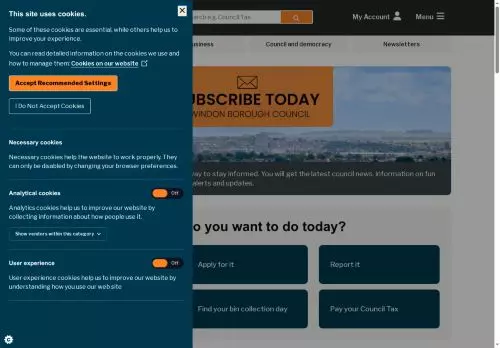 This site uses cookies.
Some of these cookies are essential, while others help us to
improve your experience.
You can read detailed information on the cookies we use and
how to manage them: Cookies on our website
Accept Recommended Settings
I Do Not Accept Cookies
Necessary cookies
Necessary cookies help the website to work properly. They
can only be disabled by changing your browser preferences.
Analytical cookies
Off
Analytics cookies help us to improve our website by
collecting information about how people use it.
Show vendors within this category
User experience
Off
User experience cookies help us to improve our website by
understanding how you use our web site
Council Tax
My Account
Menu
usiness
Council and democracy
Newsletters
UBSCRIBE TODAY
WINDON BOROUGH COUNCIL
way to stay informed. You will get the latest council news, information on fun
alerts and updates.
o you want to do today?
Apply for it
Report it
Find your bin collection day
Pay your Council Tax